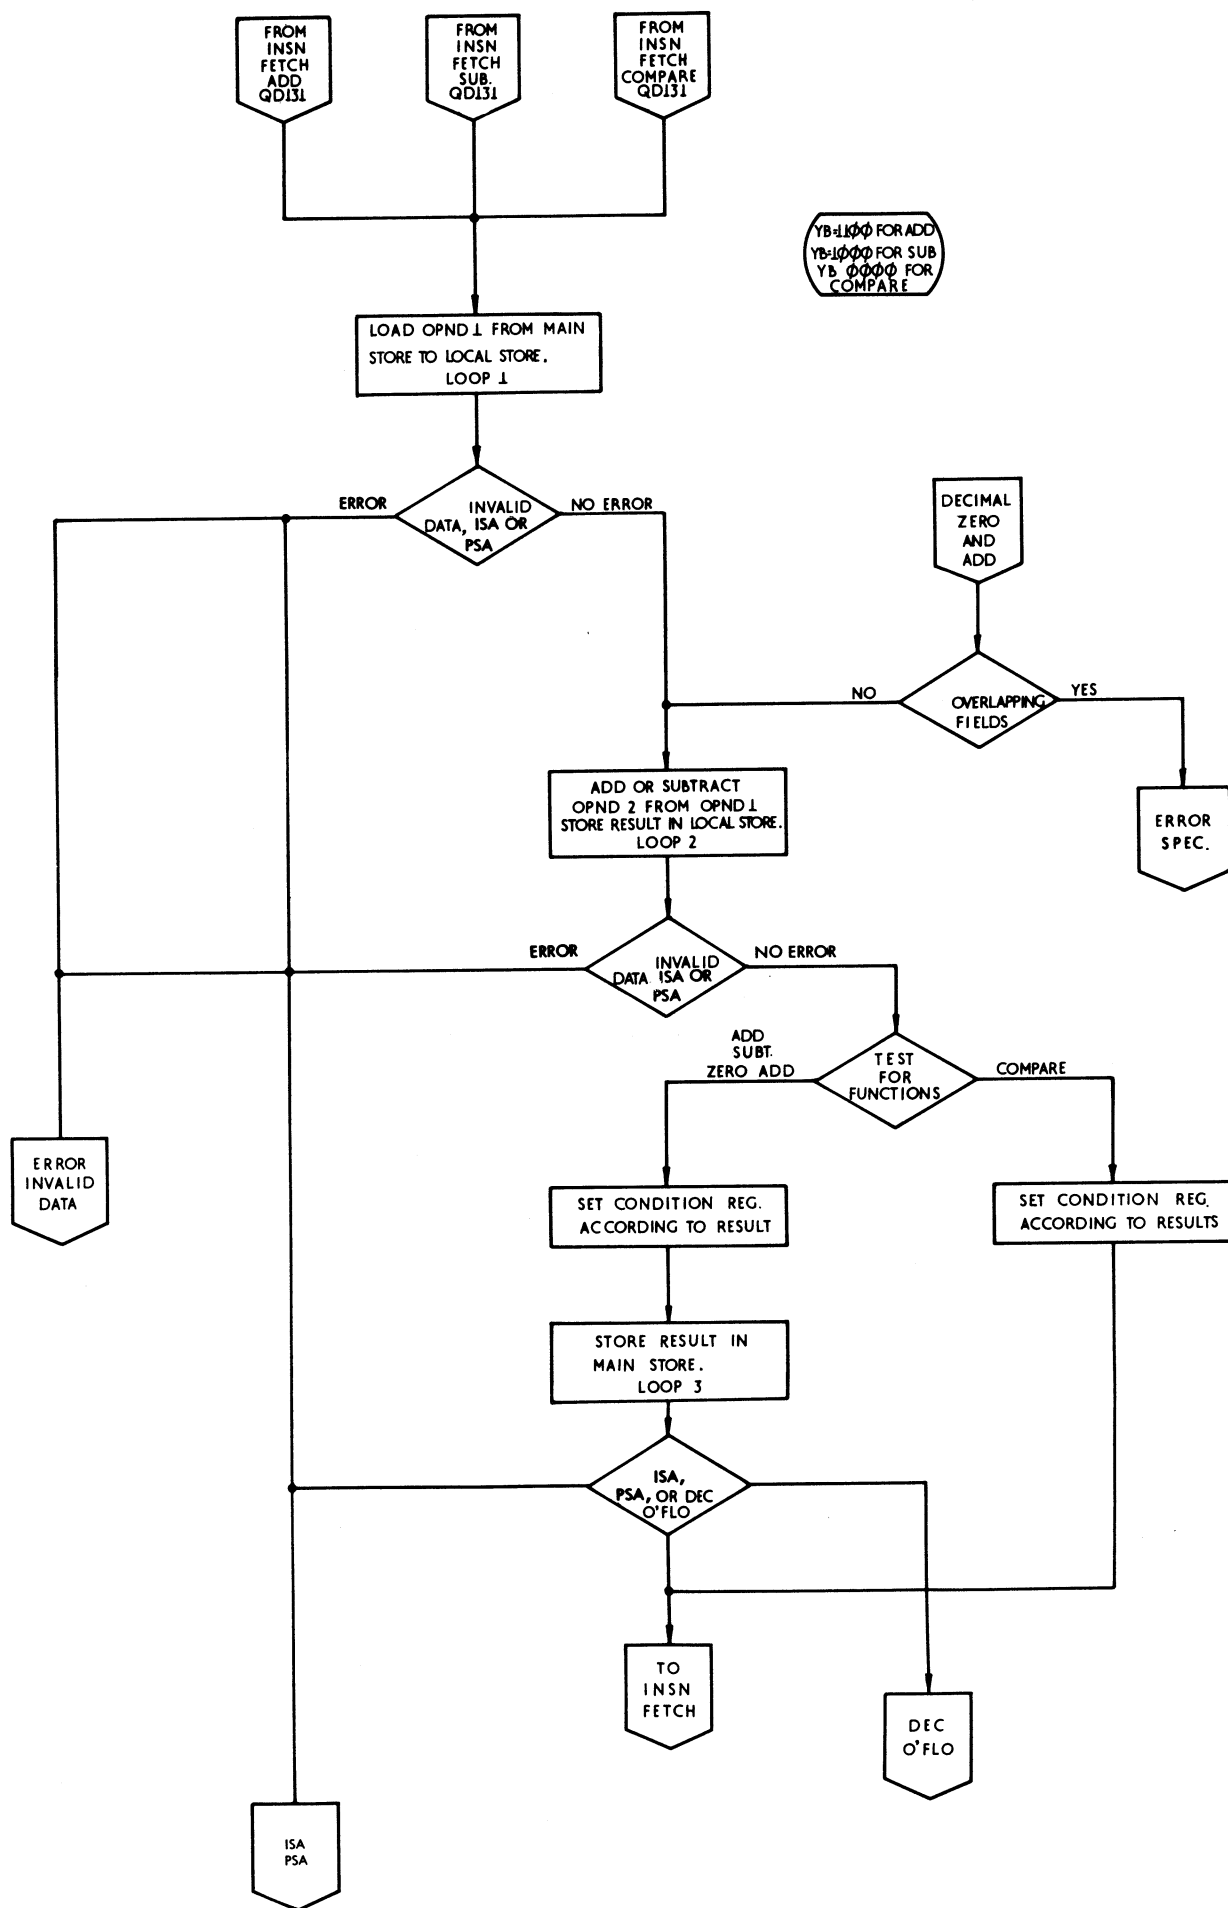 FROM
INSN
FETCH
ADD
QD131
FROM
INSN
FETCH
SUB.
QD131
FROM
INSN
FETCH
COMPARE
QD131
YB=11ØØ FOR ADD
YB=1ØØØ FOR SUB
YB ØØØØ FOR
COMPARE
LOAD OPND 1 FROM MAIN
STORE TO LOCAL STORE.
LOOP 1
ERROR
INVALID
DATA, ISA OR
PSA
NO ERROR
DECIMAL
ZERO
AND
ADD
NO
OVERLAPPING
FIELDS
YES
ERROR
SPEC.
ADD OR SUBTRACT
OPND 2 FROM OPND 1
STORE RESULT IN LOCAL STORE.
LOOP 2
ERROR
INVALID
DATA ISA OR
PSA
NO ERROR
ADD
SUBT.
ZERO ADD
TEST
FOR
FUNCTIONS
COMPARE
ERROR
INVALID
DATA
SET CONDITION REG.
ACCORDING TO RESULT
SET CONDITION REG.
ACCORDING TO RESULTS
STORE RESULT IN
MAIN STORE.
LOOP 3
ISA,
PSA, OR DEC
O'FLO
TO
INSN
FETCH
DEC
O'FLO
ISA
PSA